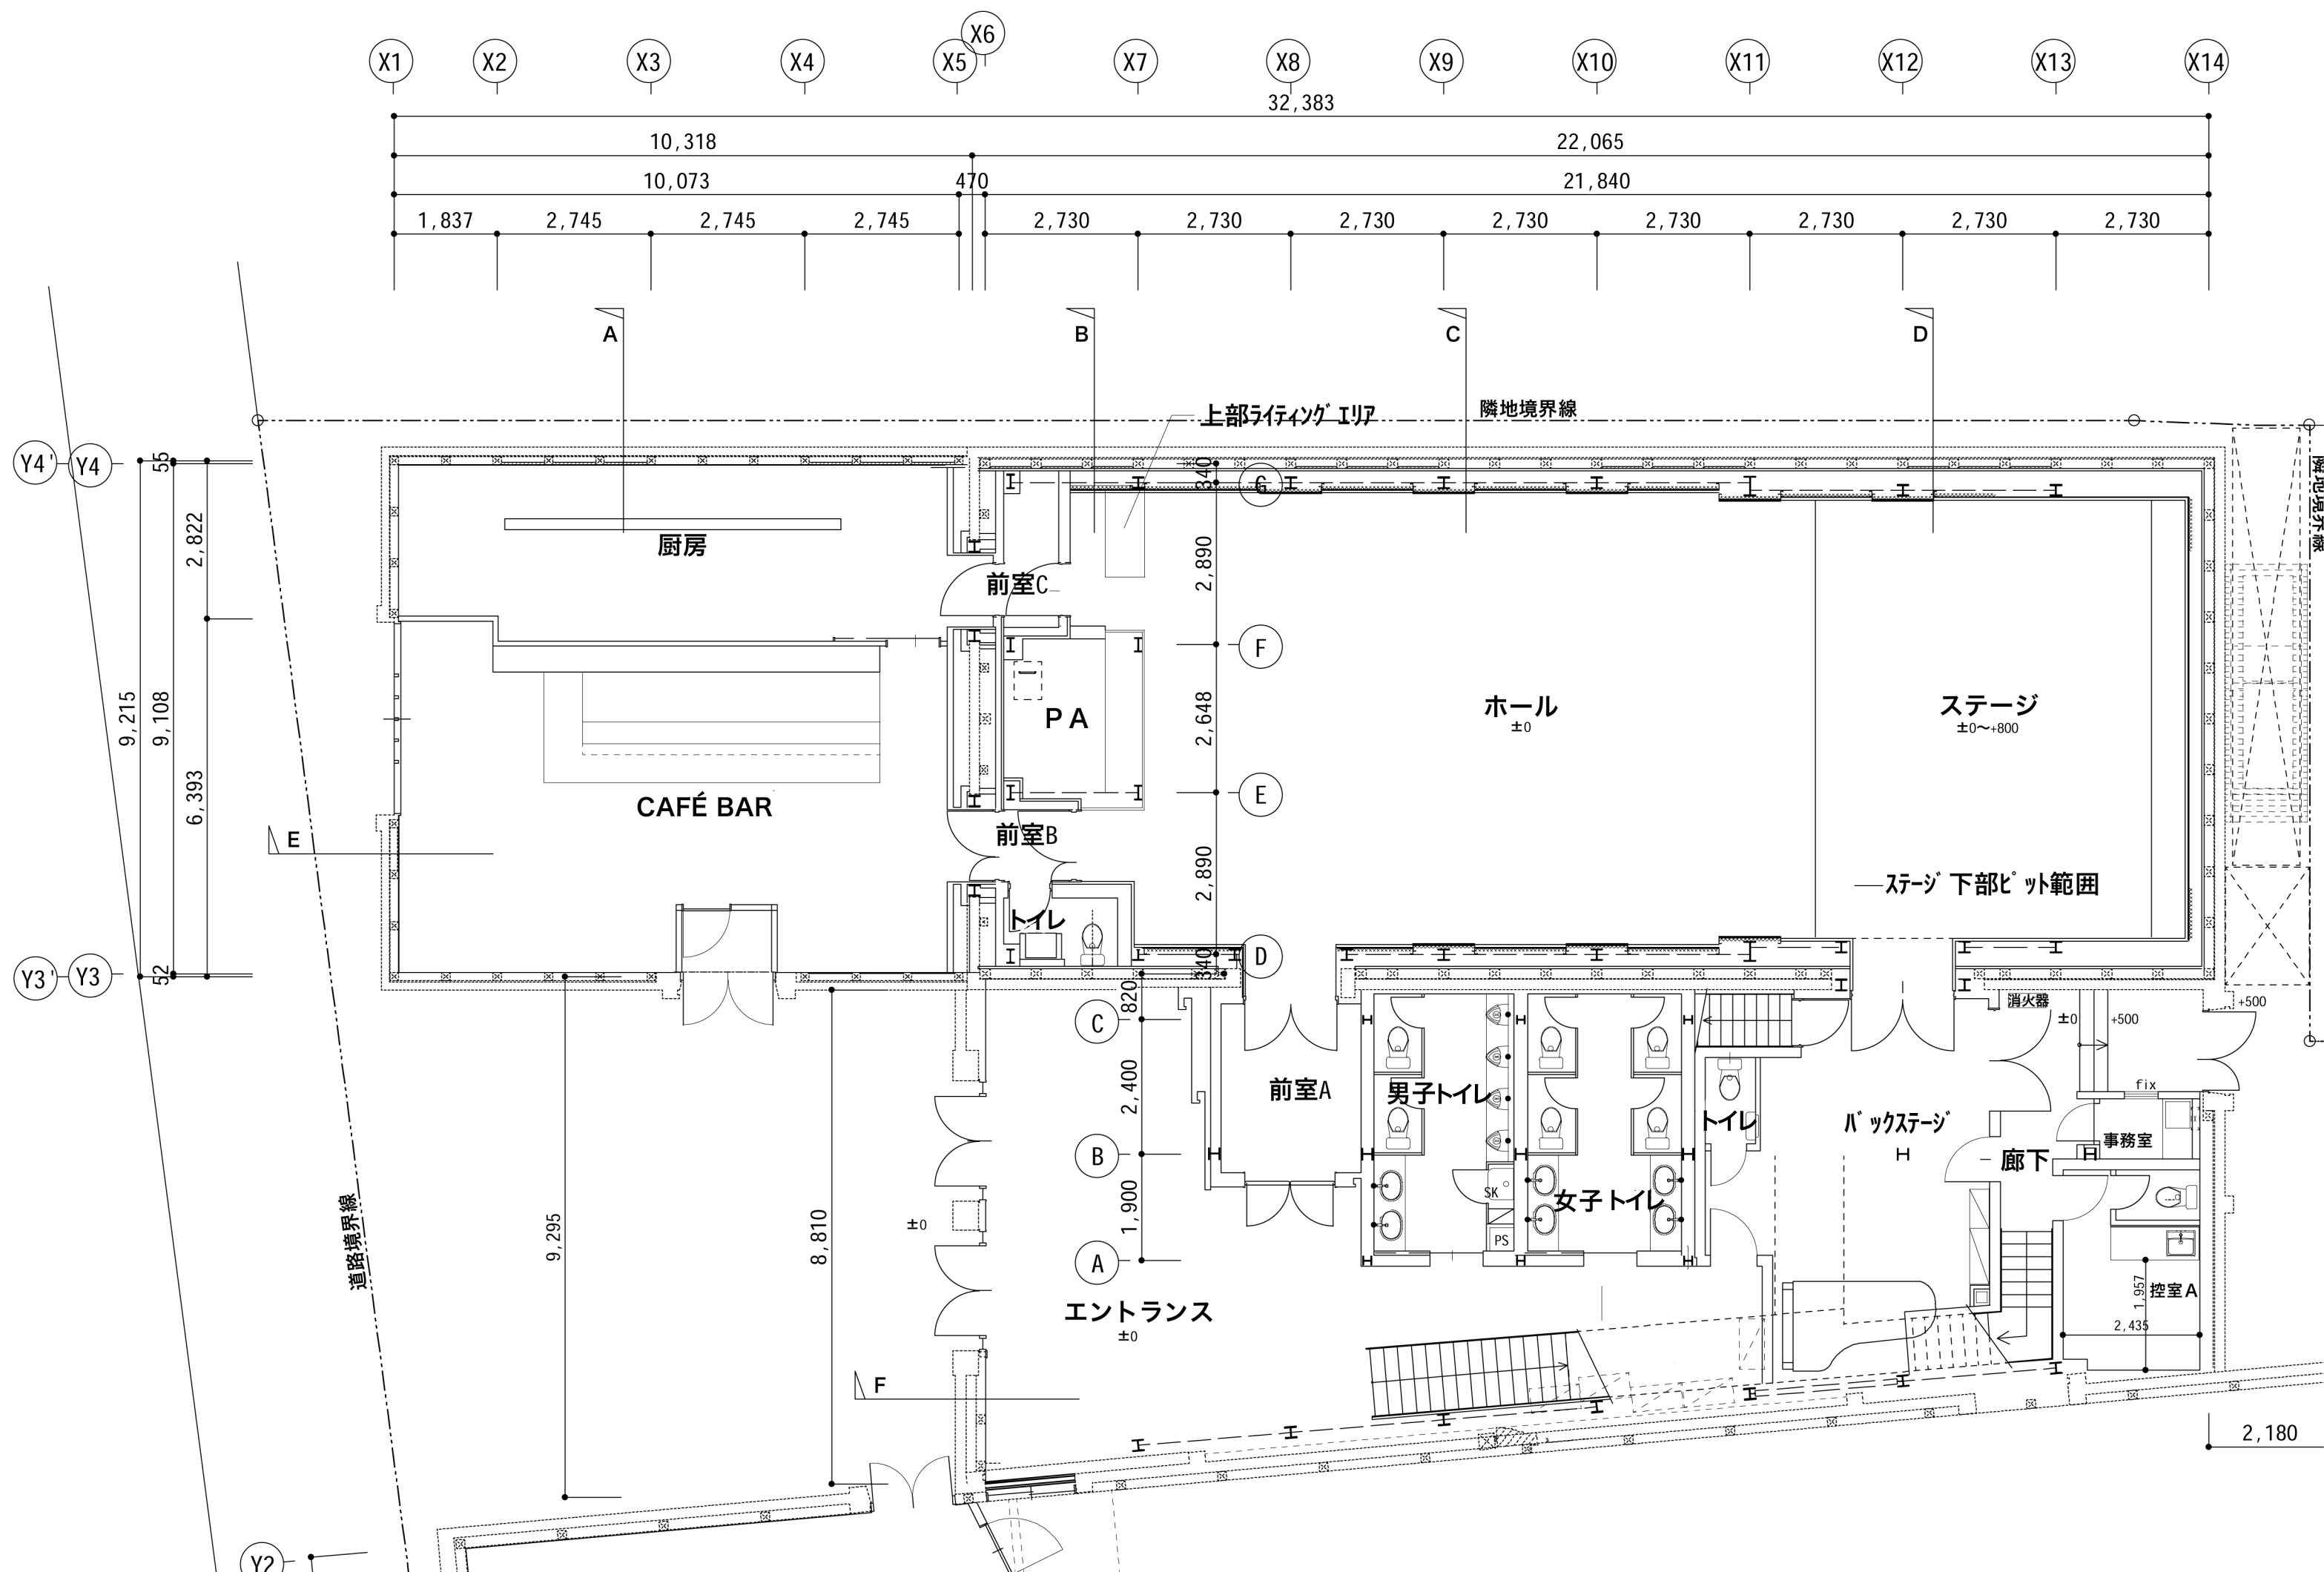 X6
X1 X2 X3 X4 X5 X7 X8 X9 X10 X11 X12 X13 X14
32,383
10,318 22,065
10,073 470 21,840
1,837 2,745 2,745 2,745 2,730 2,730 2,730 2,730 2,730 2,730 2,730 2,730
A B C D
上部ライティングエリア 隣地境界線
隣地境界線
Y4' Y4
55
340
G
2,822
厨房
2,890
前室C
F
9,215
9,108
2,648
PA
ホール
±0
ステージ
±0～+800
6,393
CAFÉ BAR
E
前室B
E
2,890
ステージ下部ピット範囲
トイレ
D
340
Y3' Y3
52
820
C
消火器
±0
+500
+500
2,400
前室A
男子トイレ
トイレ
バックステージ
fix
事務室
廊下
B
SK
女子トイレ
1,900
PS
道路境界線
9,295
8,810
±0
A
エントランス
±0
1,957
控室A
2,435
F
2,180
Y2